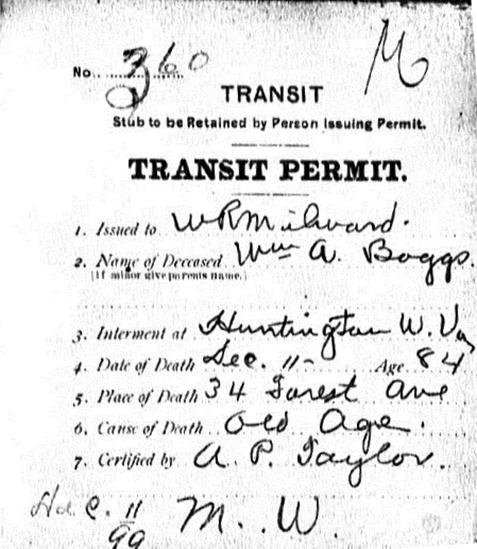 M
No. 360
TRANSIT
Stub to be Retained by Person Issuing Permit.
TRANSIT PERMIT.
1. Issued to W R Milward.
2. Name of Deceased Wm A. Boggs.
(If minor give parents name.)
3. Interment at Huntington W. Va
4. Date of Death Dec. 11- Age 84
5. Place of Death 34 Forest Ave
6. Cause of Death Old Age.
7. Certified by A. P. Taylor.
11 M. W.
99